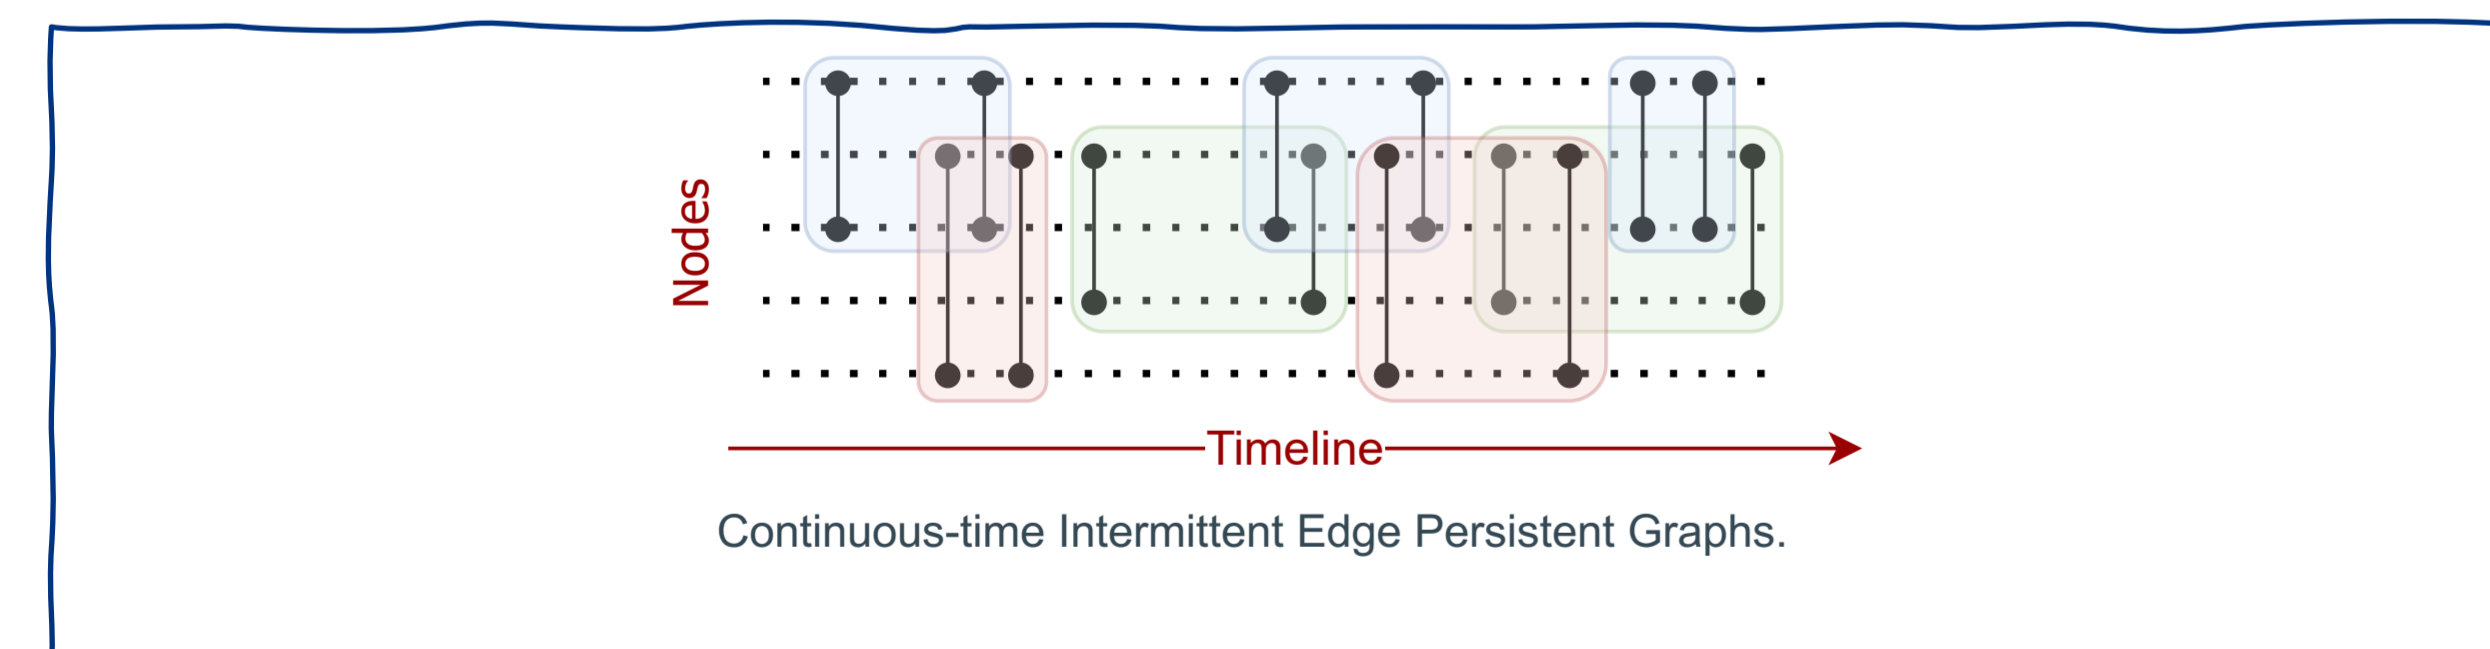 Nodes
Timeline
Continuous-time Intermittent Edge Persistent Graphs.